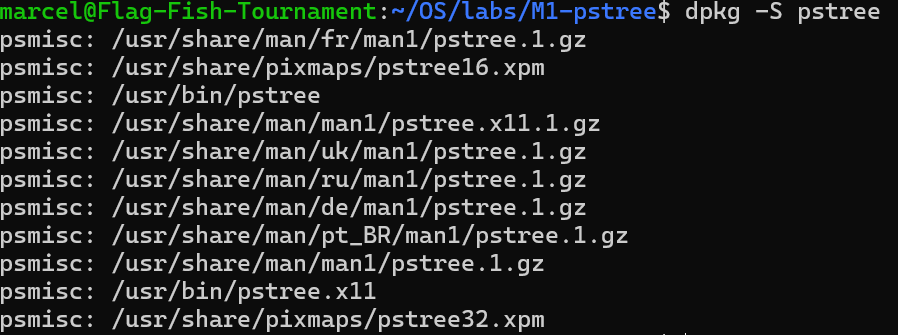 marcel@Flag-Fish-Tournament:~/OS/labs/M1-pstree$ dpkg -S pstree
psmisc: /usr/share/man/fr/man1/pstree.1.gz
psmisc: /usr/share/pixmaps/pstree16.xpm
psmisc: /usr/bin/pstree
psmisc: /usr/share/man/man1/pstree.x11.1.gz
psmisc: /usr/share/man/uk/man1/pstree.1.gz
psmisc: /usr/share/man/ru/man1/pstree.1.gz
psmisc: /usr/share/man/de/man1/pstree.1.gz
psmisc: /usr/share/man/pt_BR/man1/pstree.1.gz
psmisc: /usr/share/man/man1/pstree.1.gz
psmisc: /usr/bin/pstree.x11
psmisc: /usr/share/pixmaps/pstree32.xpm